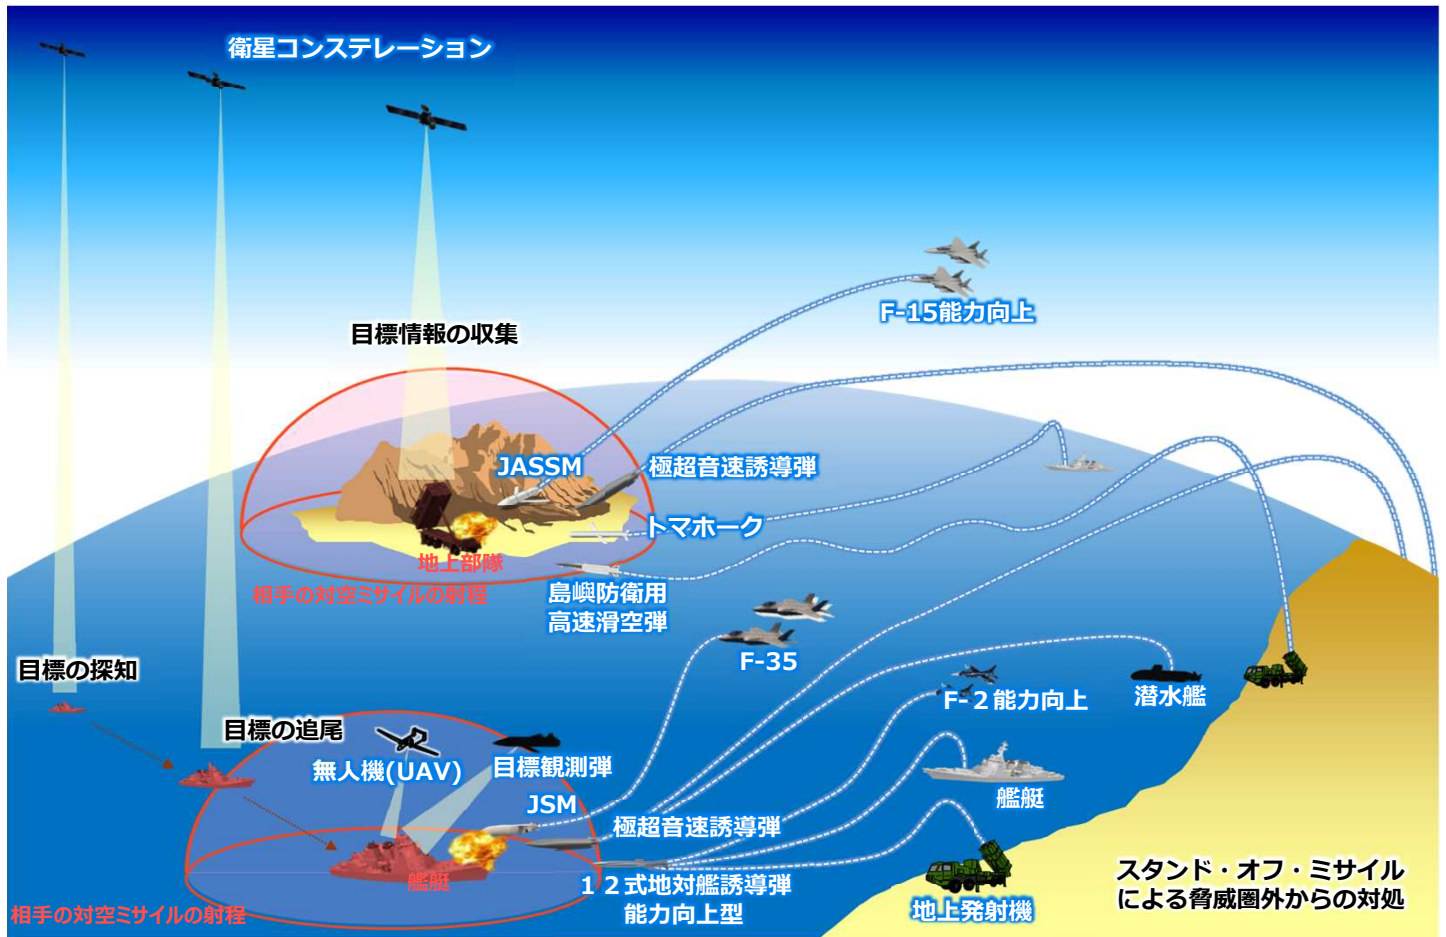 衛星コンステレーション
F-15能力向上
目標情報の収集
JASSM
極超音速誘導弾
トマホーク
地上部隊
相手の対空ミサイルの射程
島嶼防衛用
高速滑空弾
F-35
目標の探知
F-２能力向上
潜水艦
目標の追尾
無人機(UAV)
目標観測弾
艦艇
JSM
極超音速誘導弾
艦艇
１２式地対艦誘導弾
能力向上型
地上発射機
相手の対空ミサイルの射程
スタンド・オフ・ミサイル
による脅威圏外からの対処